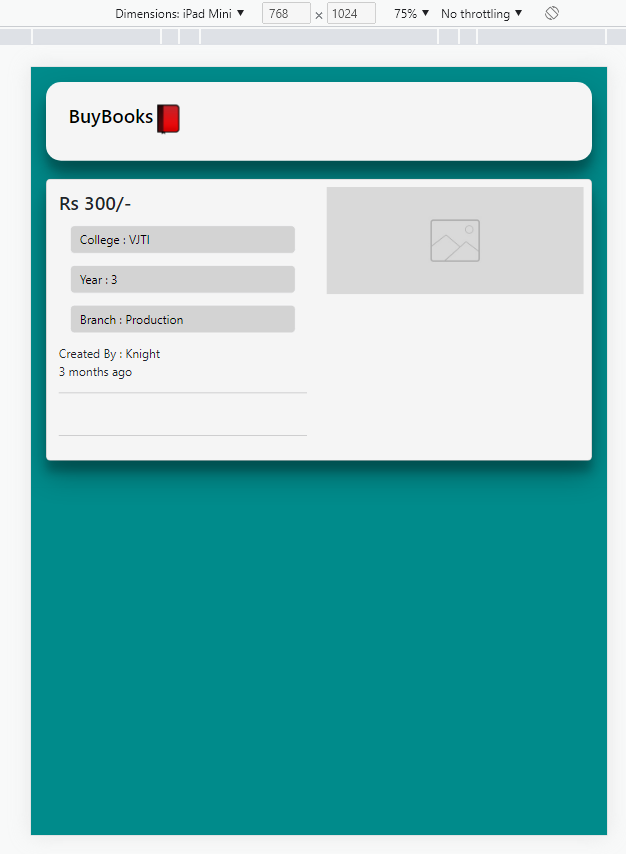 Dimensions: iPad Mini ▼ 768 × 1024 75% ▼ No throttling ▼
BuyBooks
Rs 300/-
College : VJTI
Year : 3
Branch : Production
Created By : Knight
3 months ago